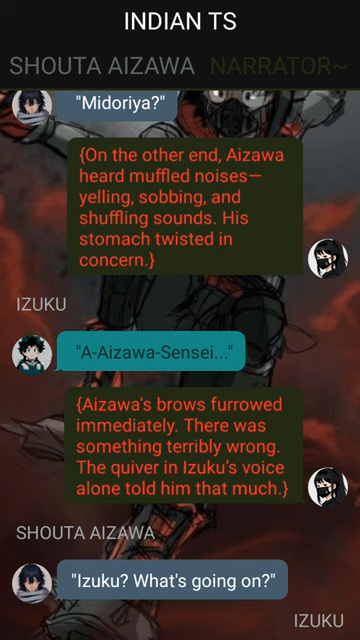 INDIAN TS
SHOUTA AIZAWA NARRATOR~
"Midoriya?"
{On the other end, Aizawa
heard muffled noises—
yelling, sobbing, and
shuffling sounds. His
stomach twisted in
concern.}
IZUKU
"A-Aizawa-Sensei..."
{Aizawa's brows furrowed
immediately. There was
something terribly wrong.
The quiver in Izuku's voice
alone told him that much.}
SHOUTA AIZAWA
"Izuku? What's going on?"
IZUKU